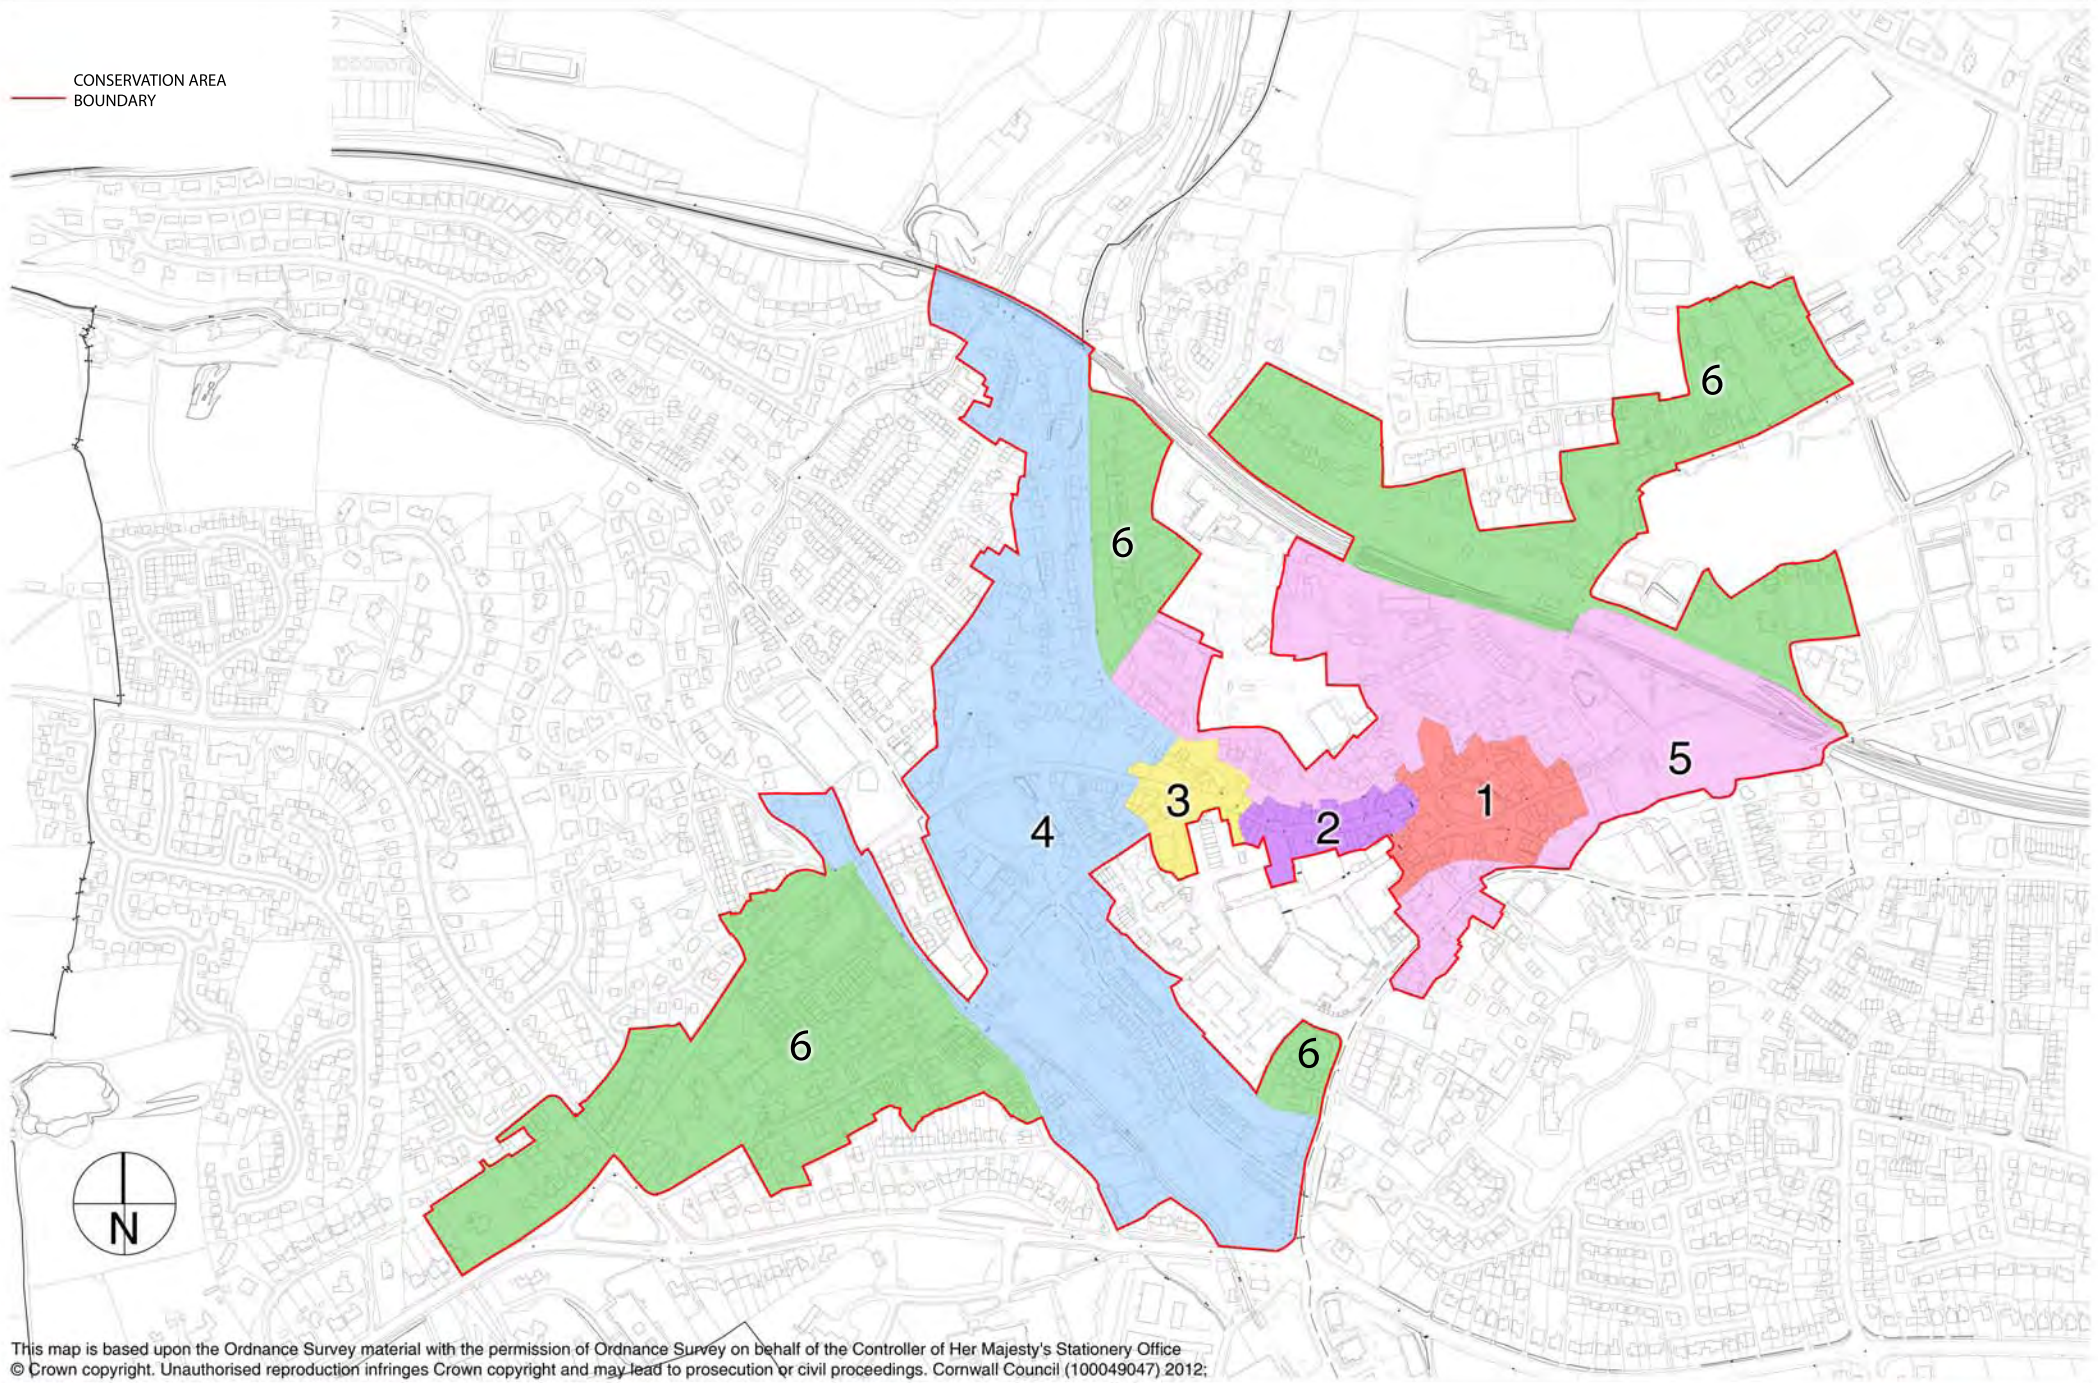 CONSERVATION AREA
BOUNDARY
6
6
5
3
1
2
4
6
6
N
This map is based upon the Ordnance Survey material with the permission of Ordnance Survey on behalf of the Controller of Her Majesty's Stationery Office
© Crown copyright. Unauthorised reproduction infringes Crown copyright and may lead to prosecution or civil proceedings. Cornwall Council (100049047) 2012;